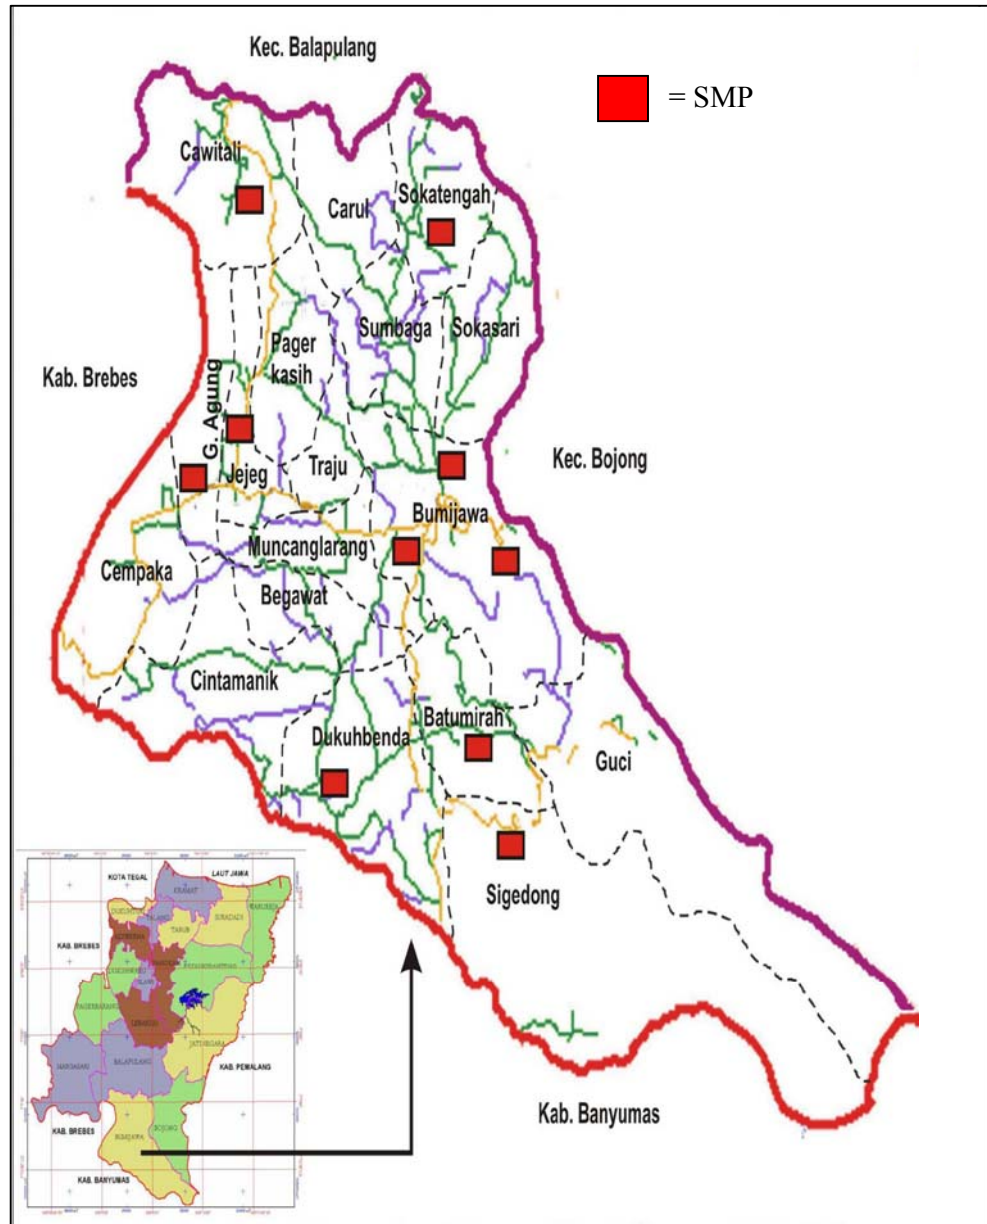 Kec. Balapulang
= SMP
Cawitali
Sokatengah
Carul
Sumbaga
Sokasari
Pager
kasih
Kab. Brebes
G. Agung
Kec. Bojong
Traju
Jejeg
Bumijawa
Muncanglarang
Cempaka
Begawat
Cintamanik
Batumirah
Dukuhbenda
Guci
Sigedong
Kab. Banyumas
KOTA TEGAL
LAUT JAWA
KAB. BREBES
BALAPULANG
KAB. PEMALANG
KAB. BREBES
BUMIJAWA
BOJONG
KAB. BANYUMAS